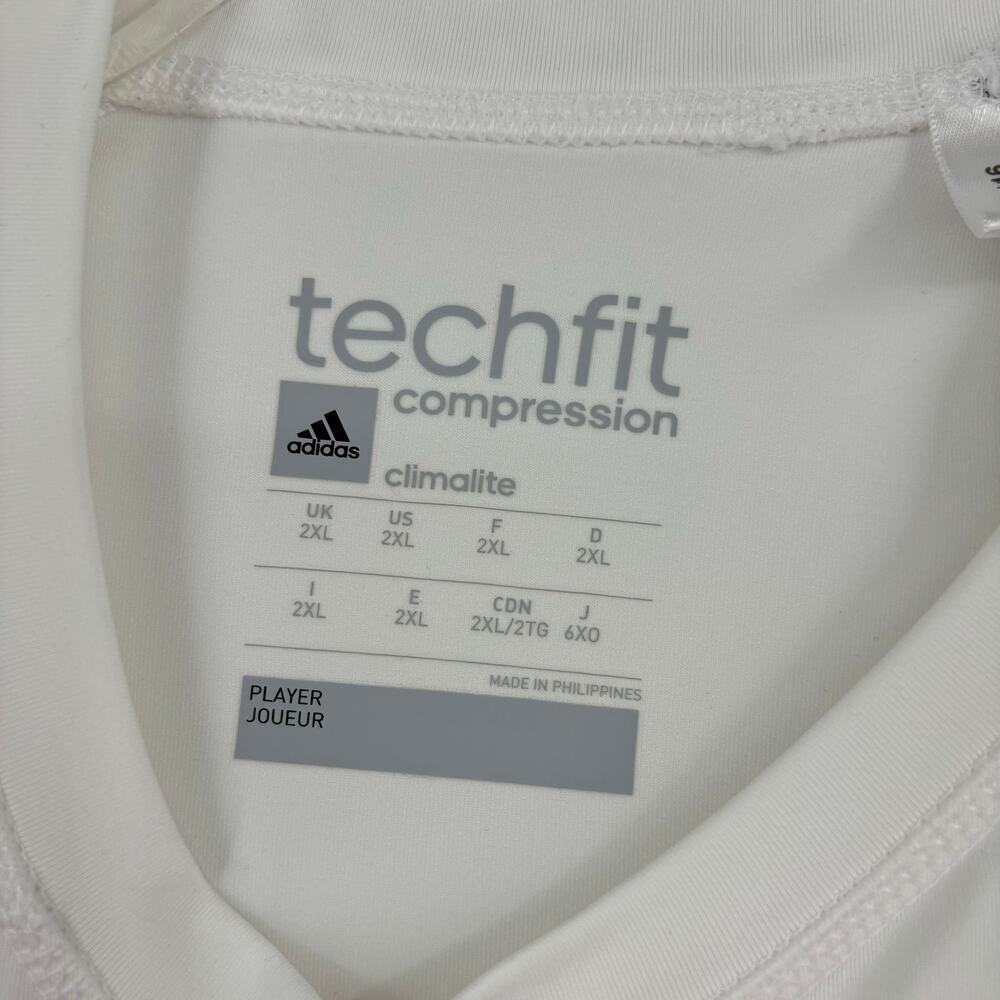 techfit
compression
adidas
climalite
UK US F D
2XL 2XL 2XL 2XL
I E CDN J
2XL 2XL 2XL/2TG 6XO
MADE IN PHILIPPINES
PLAYER
JOUEUR